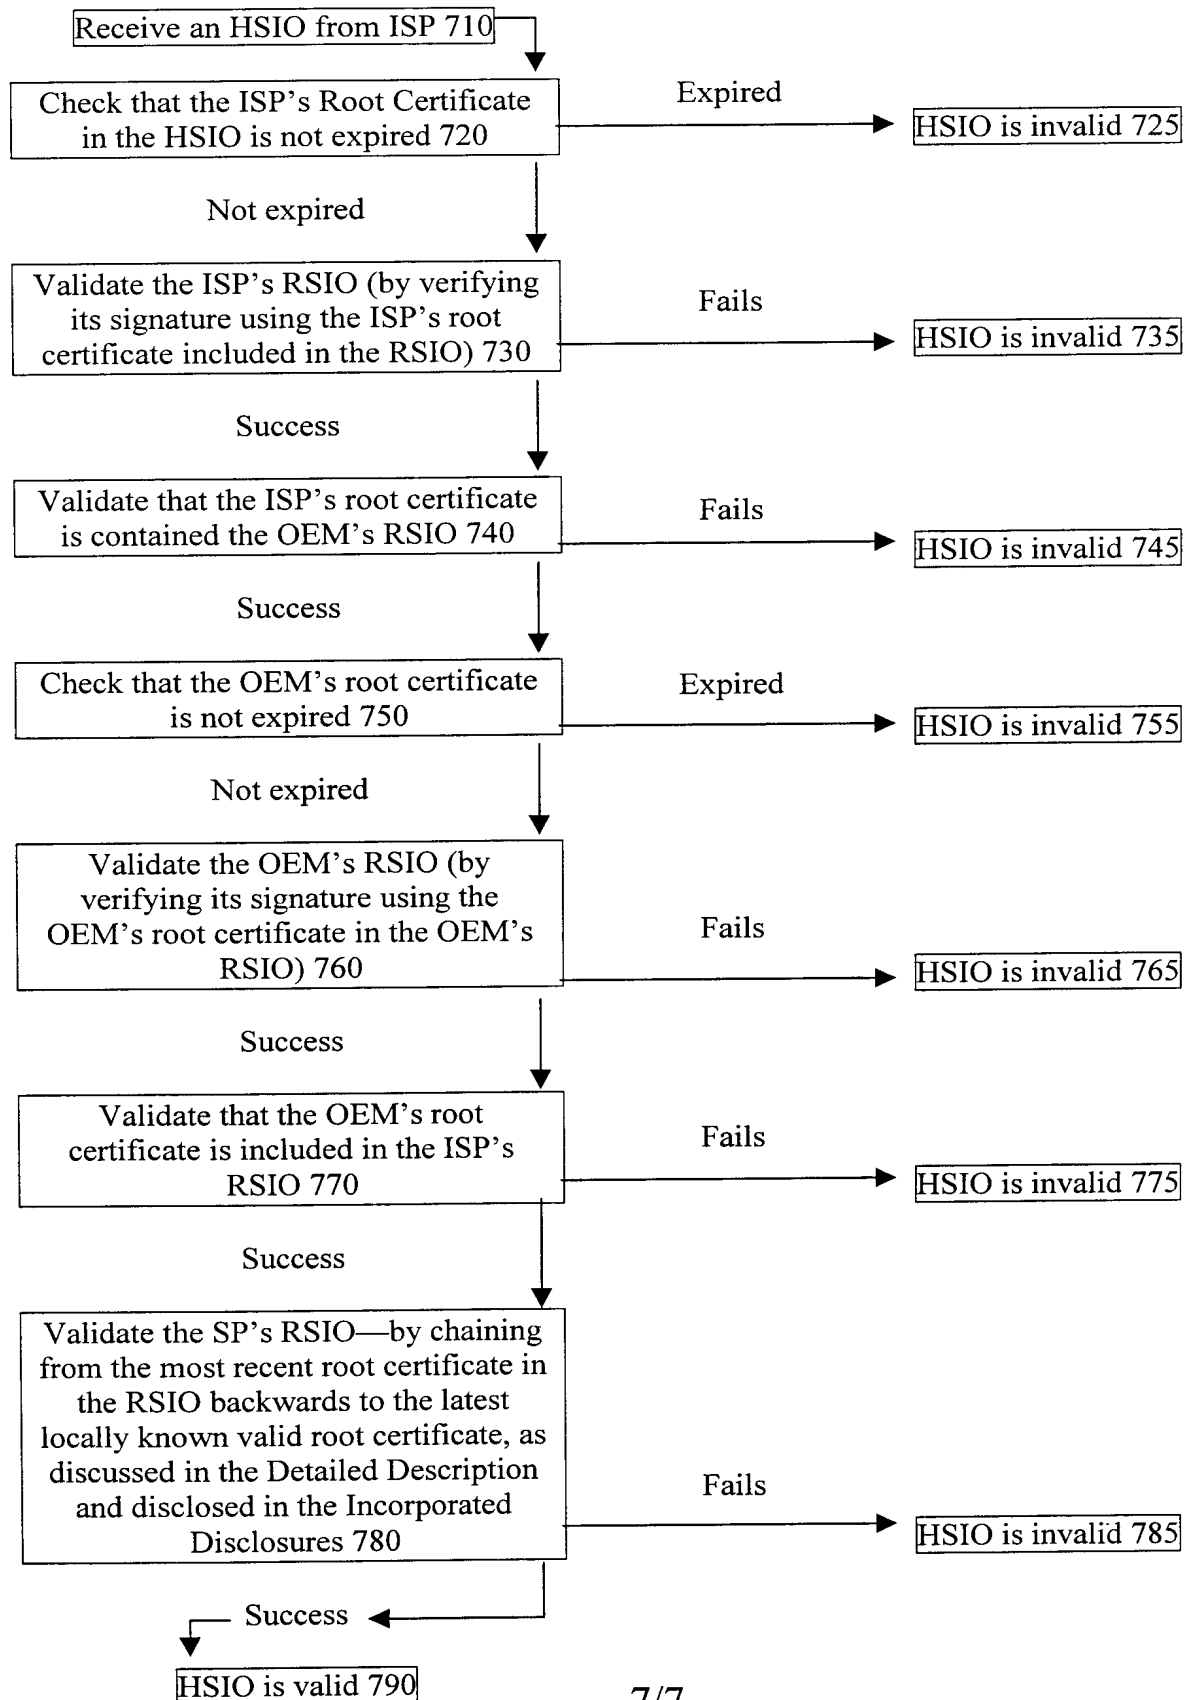 Receive an HSIO from ISP 710
Check that the ISP's Root Certificate
in the HSIO is not expired 720
Expired
HSIO is invalid 725
Not expired
Validate the ISP's RSIO (by verifying
its signature using the ISP's root
certificate included in the RSIO) 730
Fails
HSIO is invalid 735
Success
Validate that the ISP's root certificate
is contained the OEM's RSIO 740
Fails
HSIO is invalid 745
Success
Check that the OEM's root certificate
is not expired 750
Expired
HSIO is invalid 755
Not expired
Validate the OEM's RSIO (by
verifying its signature using the
OEM's root certificate in the OEM's
RSIO) 760
Fails
HSIO is invalid 765
Success
Validate that the OEM's root
certificate is included in the ISP's
RSIO 770
Fails
HSIO is invalid 775
Success
Validate the SP's RSIO—by chaining
from the most recent root certificate in
the RSIO backwards to the latest
locally known valid root certificate, as
discussed in the Detailed Description
and disclosed in the Incorporated
Disclosures 780
Fails
HSIO is invalid 785
Success
HSIO is valid 790
7/7